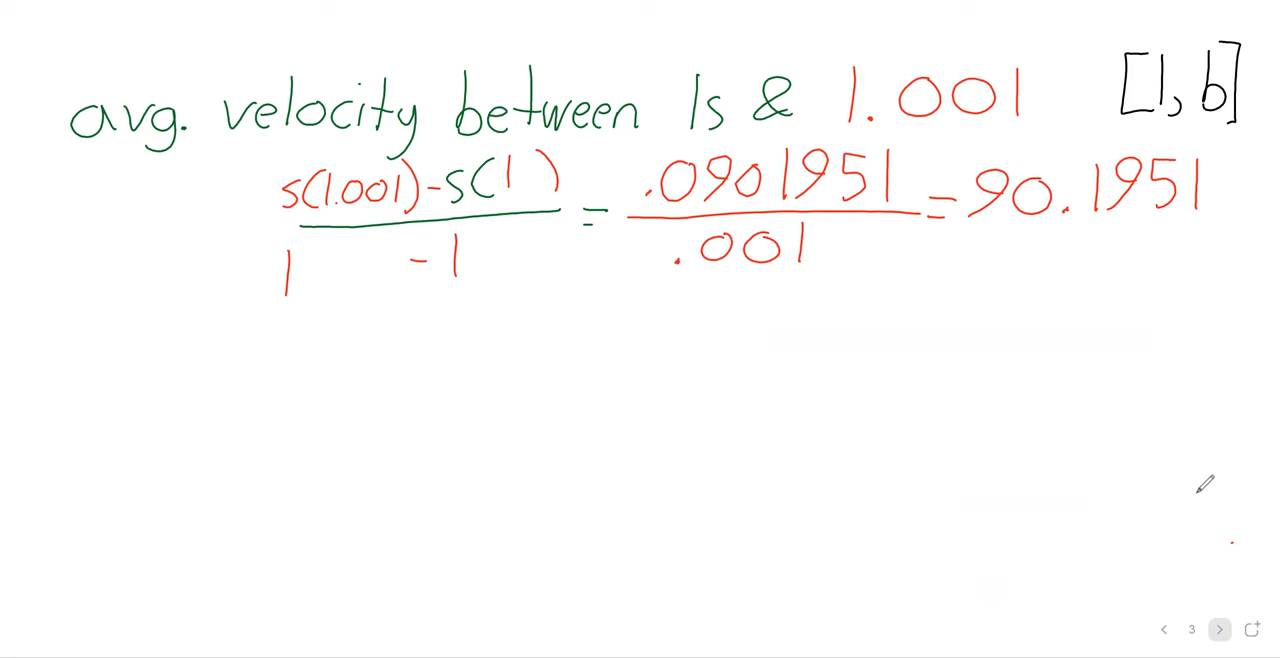 avg. velocity between 1s & 1.001 [1, b]
s(1.001) - s(1) .0901951
= = 90.1951
1 - 1 .001
3